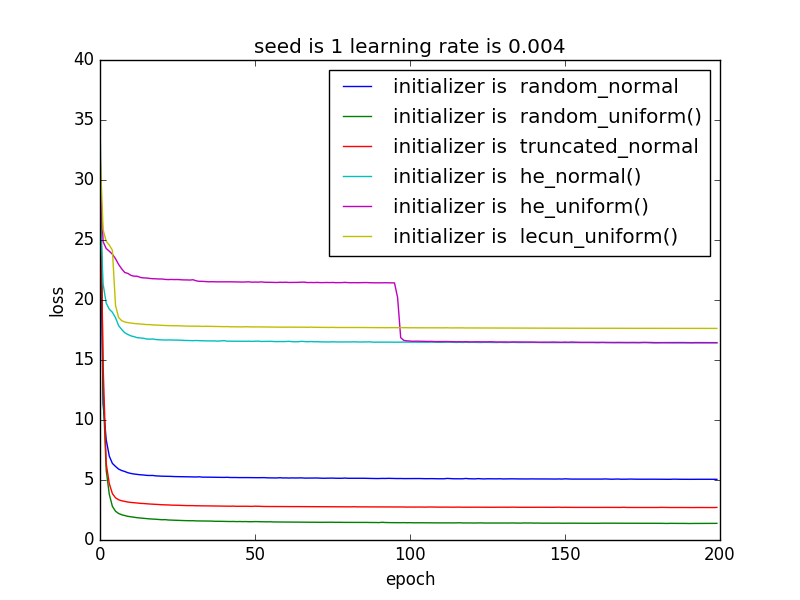 seed is 1 learning rate is 0.004
40
35
30
25
20
15
10
5
0
loss
initializer is  random_normal
initializer is  random_uniform()
initializer is  truncated_normal
initializer is  he_normal()
initializer is  he_uniform()
initializer is  lecun_uniform()
0 50 100 150 200
epoch